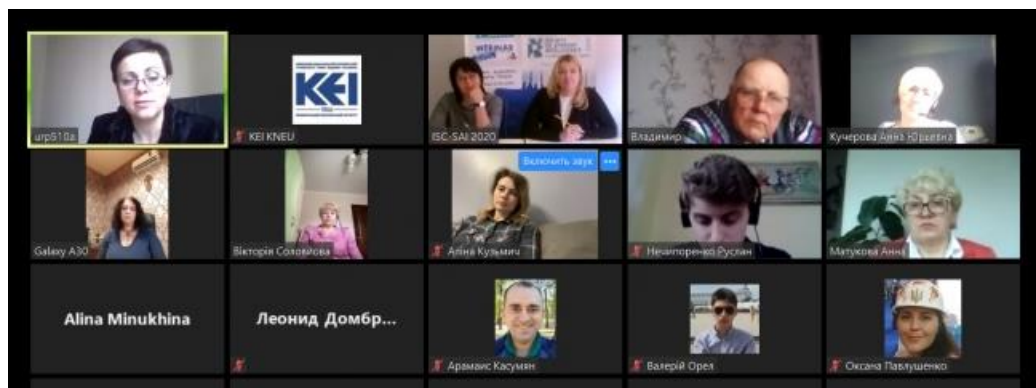 urp510a
KEI
KEI KNEU
WEBINAR
ISC-SAI 2020
Владимир
Кучерова Анна Юрьевна
Galaxy A30
Вікторія Соловйова
Включить звук
Аліна Кузьмич
Нечипоренко Руслан
Матукова Анна
Alina Minukhina
Леонид Домбр...
Арамаис Касумян
Валерій Орел
Оксана Павлушенко